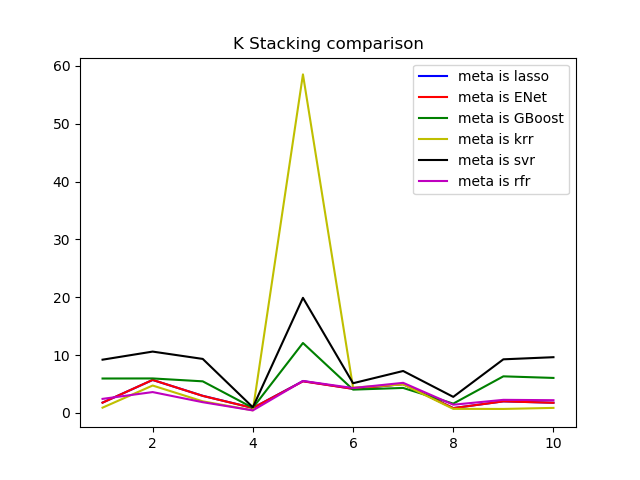 K Stacking comparison
meta is lasso
meta is ENet
meta is GBoost
meta is krr
meta is svr
meta is rfr
60
50
40
30
20
10
0
2 4 6 8 10